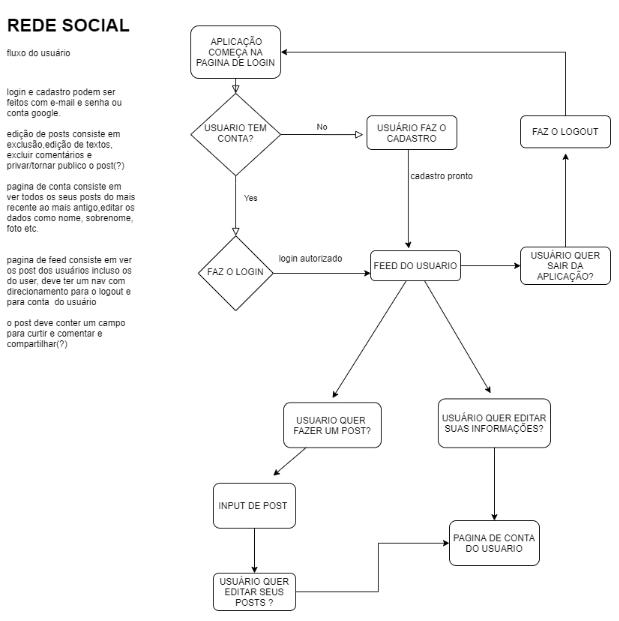 REDE SOCIAL
fluxo do usuário
login e cadastro podem ser
feitos com e-mail e senha ou
conta google.
edição de posts consiste em
exclusão,edição de textos,
excluir comentários e
privar/tornar publico o post(?)
pagina de conta consiste em
ver todos os seus posts do mais
recente ao mais antigo,editar os
dados como nome, sobrenome,
foto etc.
pagina de feed consiste em ver
os post dos usuários incluso os
do user, deve ter um nav com
direcionamento para o logout e
para conta do usuário
o post deve conter um campo
para curtir e comentar e
compartilhar(?)
APLICAÇÃO
COMEÇA NA
PAGINA DE LOGIN
USUARIO TEM
CONTA?
No
USUÁRIO FAZ O
CADASTRO
FAZ O LOGOUT
cadastro pronto
Yes
FAZ O LOGIN
login autorizado
FEED DO USUARIO
USUÁRIO QUER
SAIR DA
APLICAÇÃO?
USUARIO QUER
FAZER UM POST?
USUÁRIO QUER EDITAR
SUAS INFORMAÇÕES?
INPUT DE POST
PAGINA DE CONTA
DO USUARIO
USUÁRIO QUER
EDITAR SEUS
POSTS ?